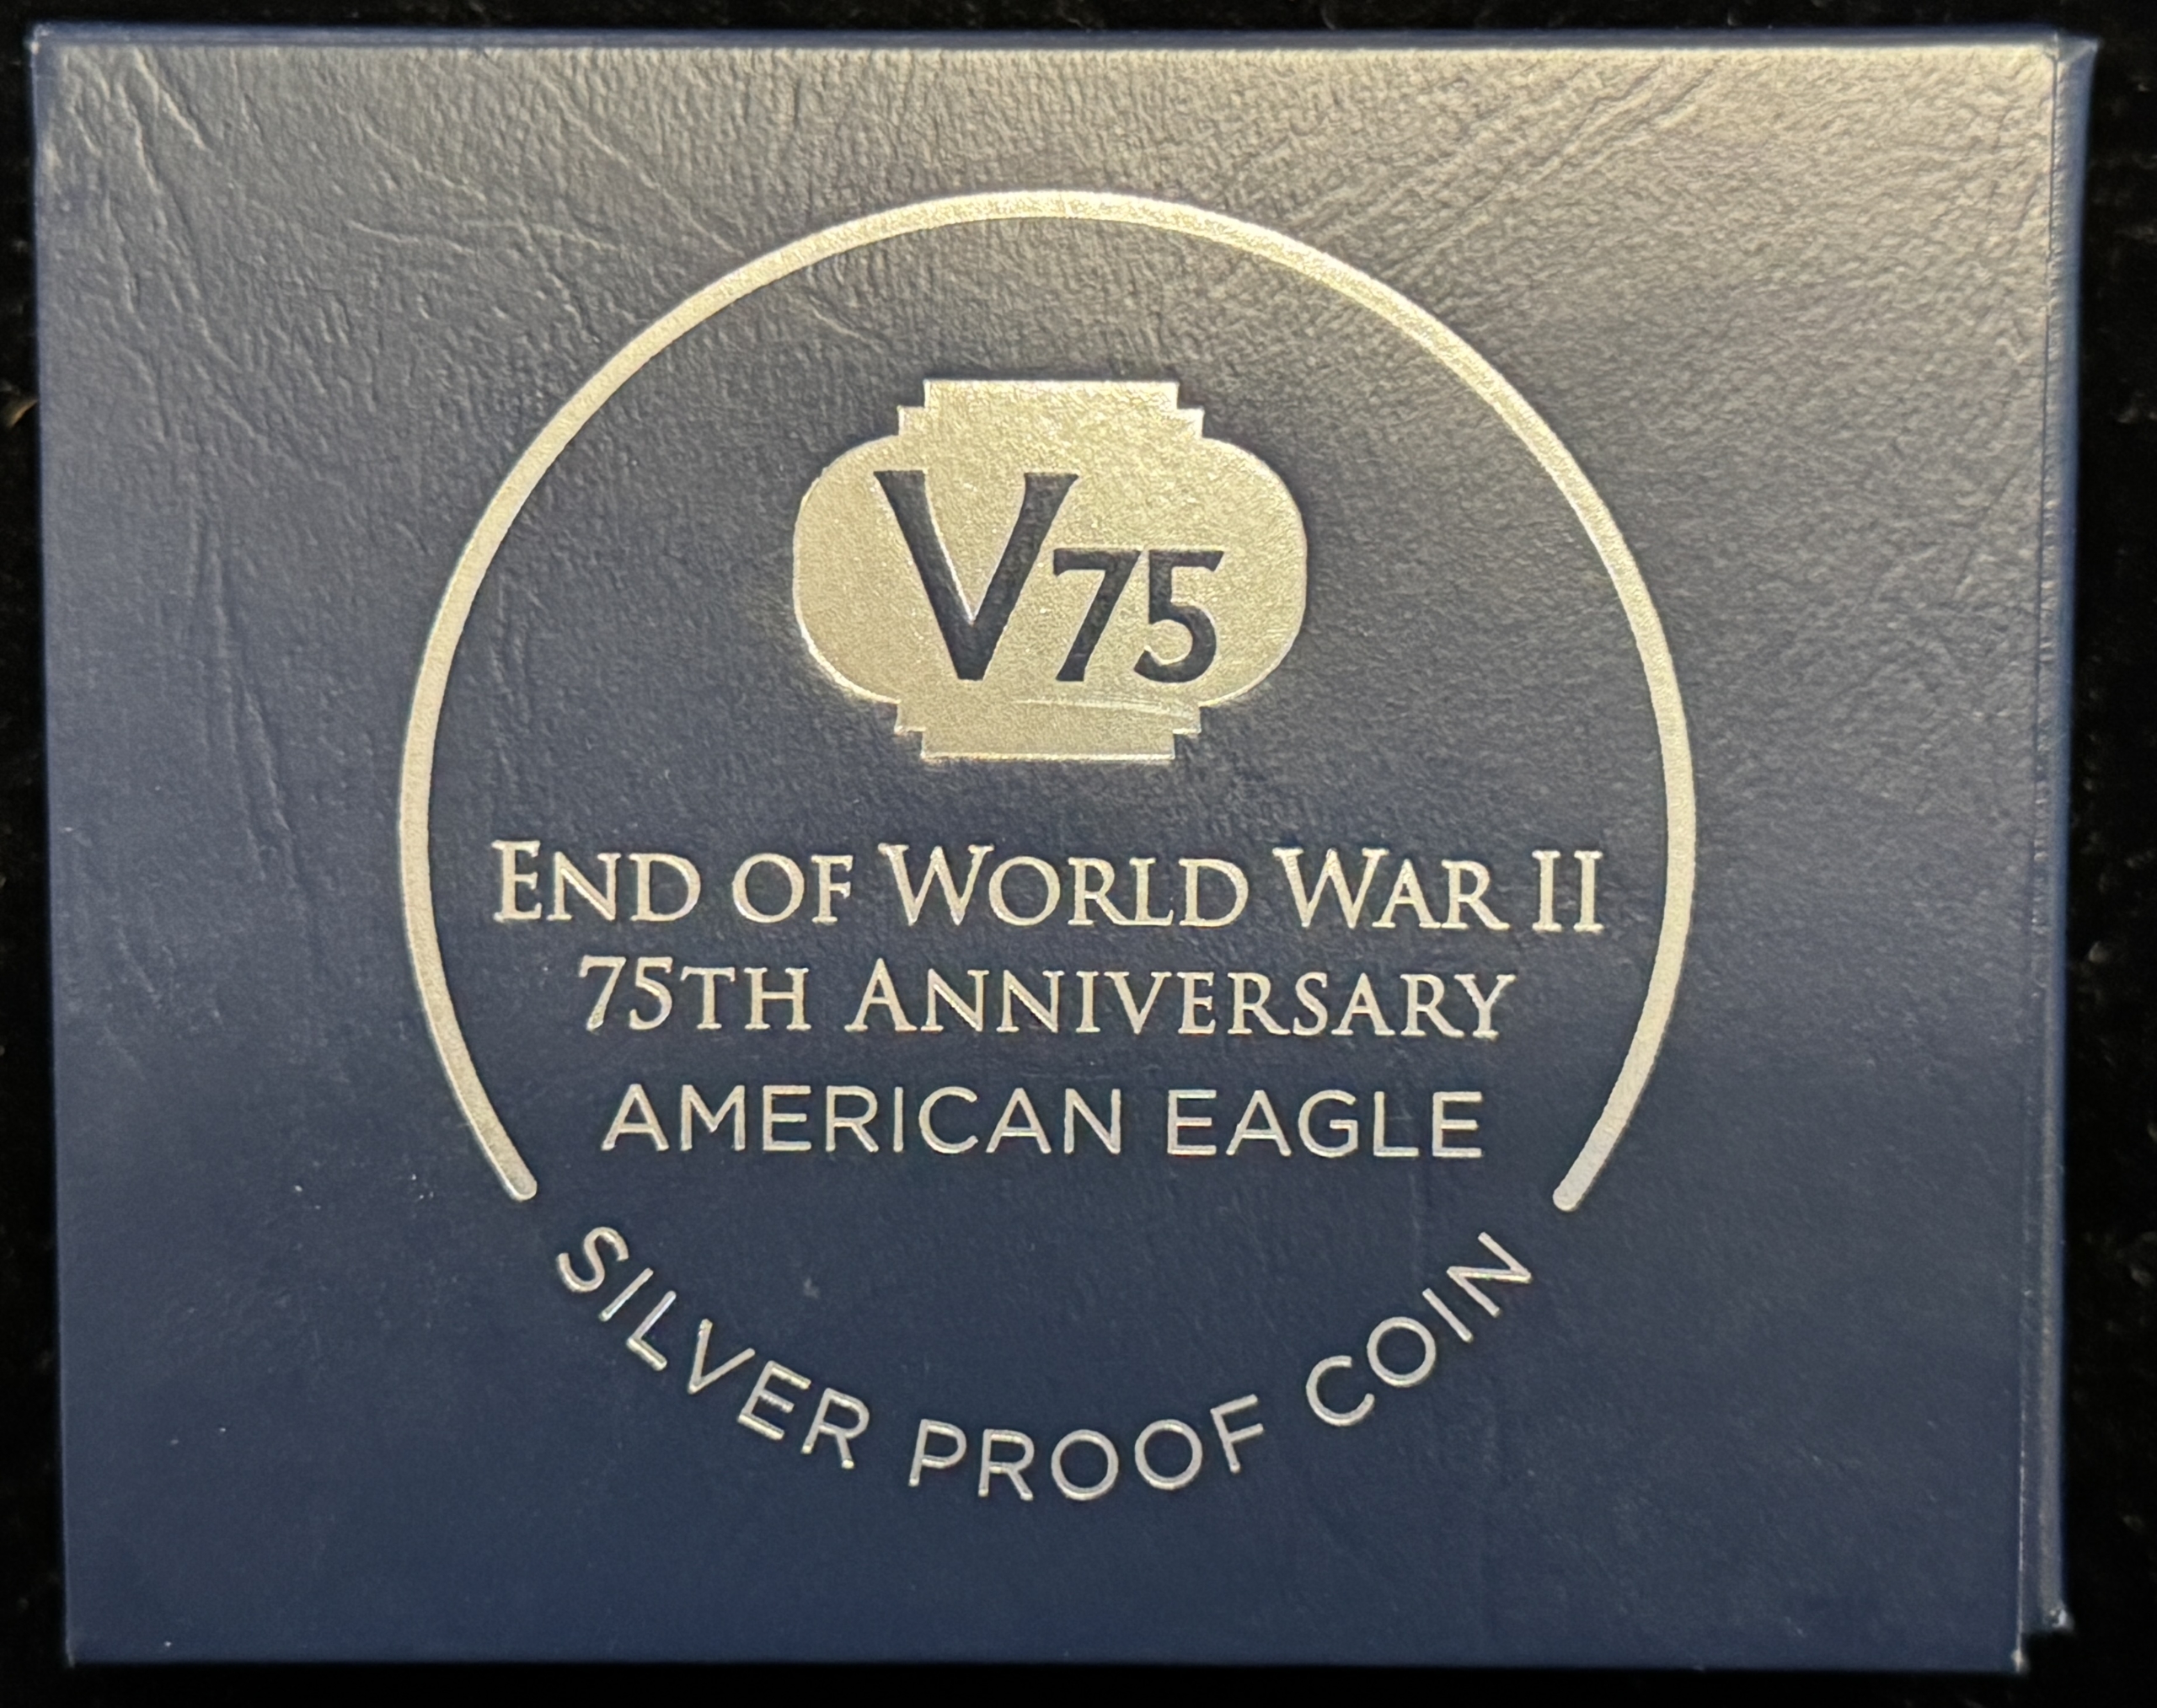 V75
END OF WORLD WAR II
75TH ANNIVERSARY
AMERICAN EAGLE
SILVER PROOF COIN